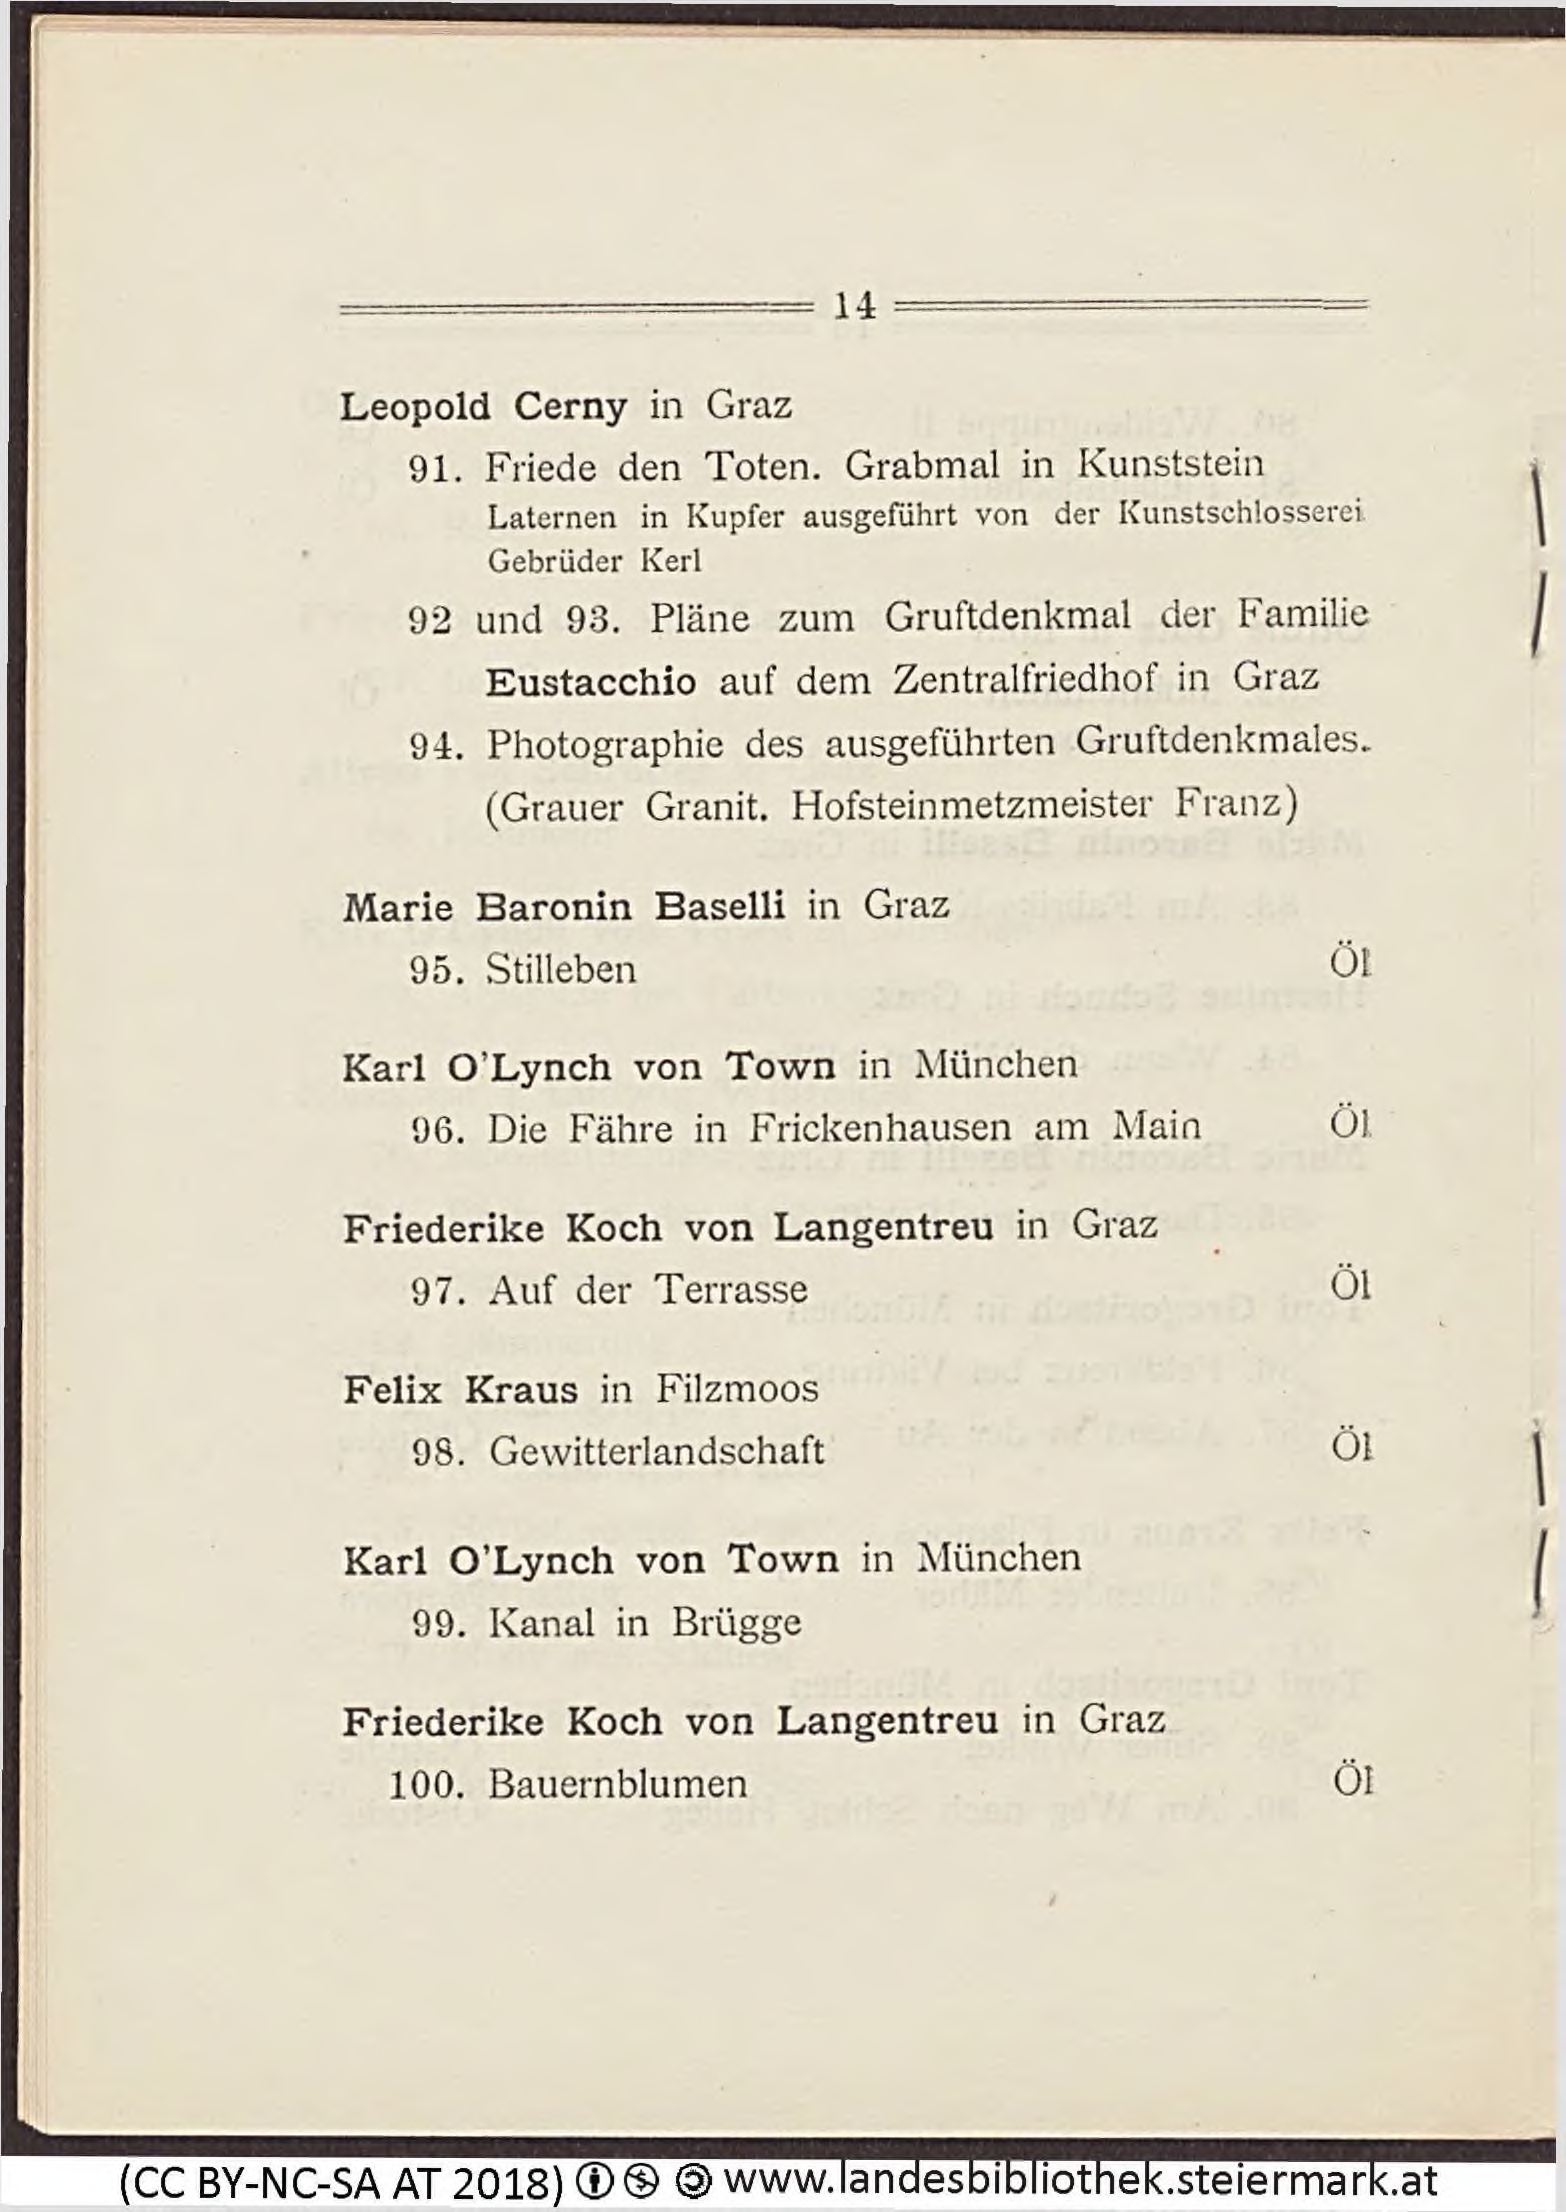 14
Leopold Cerny in Graz
91. Friede den Toten. Grabmal in Kunststein
Laternen in Kupfer ausgeführt von der Kunstschlosserei
Gebrüder Kerl
92 und 93. Pläne zum Gruftdenkmal der Familie
Eustacchio auf dem Zentralfriedhof in Graz
94. Photographie des ausgeführten Gruftdenkmales.
(Grauer Granit. Hofsteinmetzmeister Franz)
Marie Baronin Baselli in Graz
95. Stilleben Öl
Karl O'Lynch von Town in München
96. Die Fähre in Frickenhausen am Main Öl
Friederike Koch von Langentreu in Graz
97. Auf der Terrasse Öl
Felix Kraus in Filzmoos
98. Gewitterlandschaft Öl
Karl O'Lynch von Town in München
99. Kanal in Brügge
Friederike Koch von Langentreu in Graz
100. Bauernblumen Öl
(CC BY-NC-SA AT 2018) www.landesbibliothek.steiermark.at